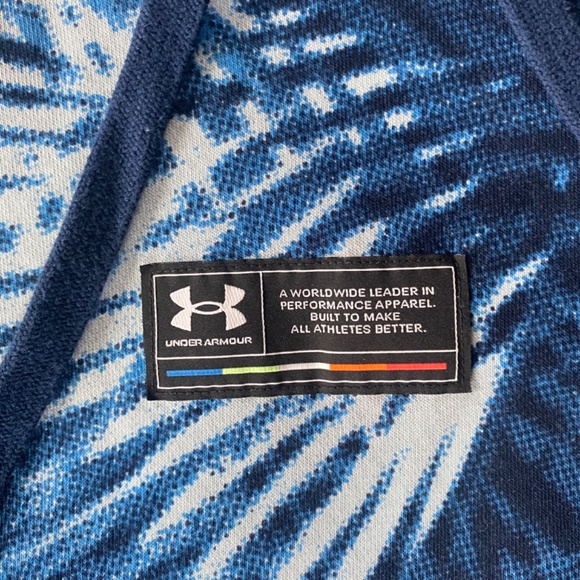 UNDER ARMOUR
A WORLDWIDE LEADER IN
PERFORMANCE APPAREL.
BUILT TO MAKE
ALL ATHLETES BETTER.